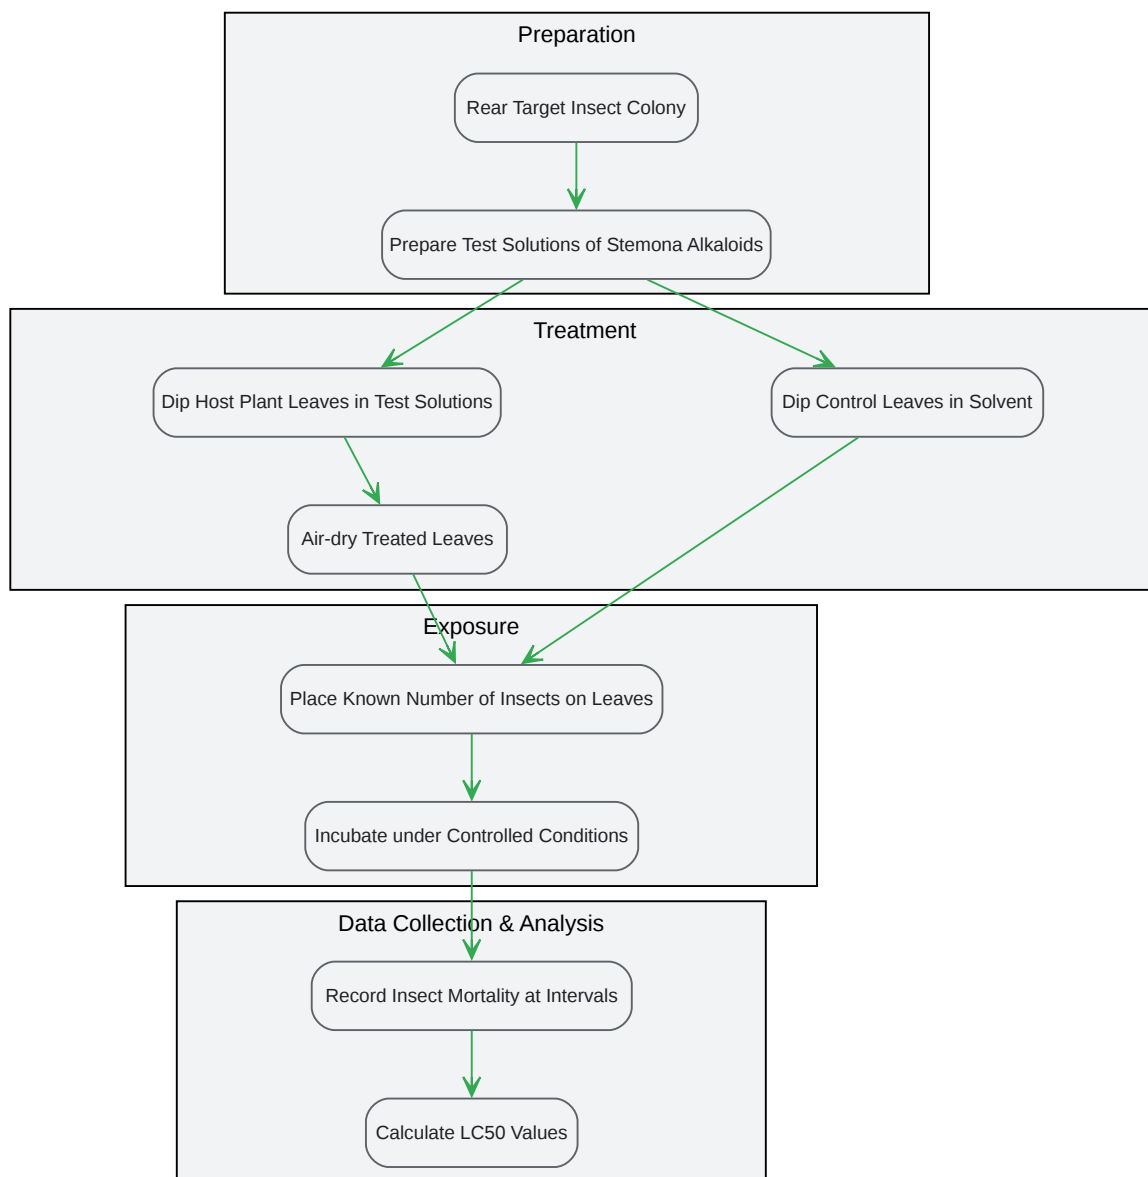 Preparation
Rear Target Insect Colony
Prepare Test Solutions of Stemona Alkaloids
Treatment
Dip Host Plant Leaves in Test Solutions
Dip Control Leaves in Solvent
Air-dry Treated Leaves
Exposure
Place Known Number of Insects on Leaves
Incubate under Controlled Conditions
Data Collection & Analysis
Record Insect Mortality at Intervals
Calculate LC50 Values